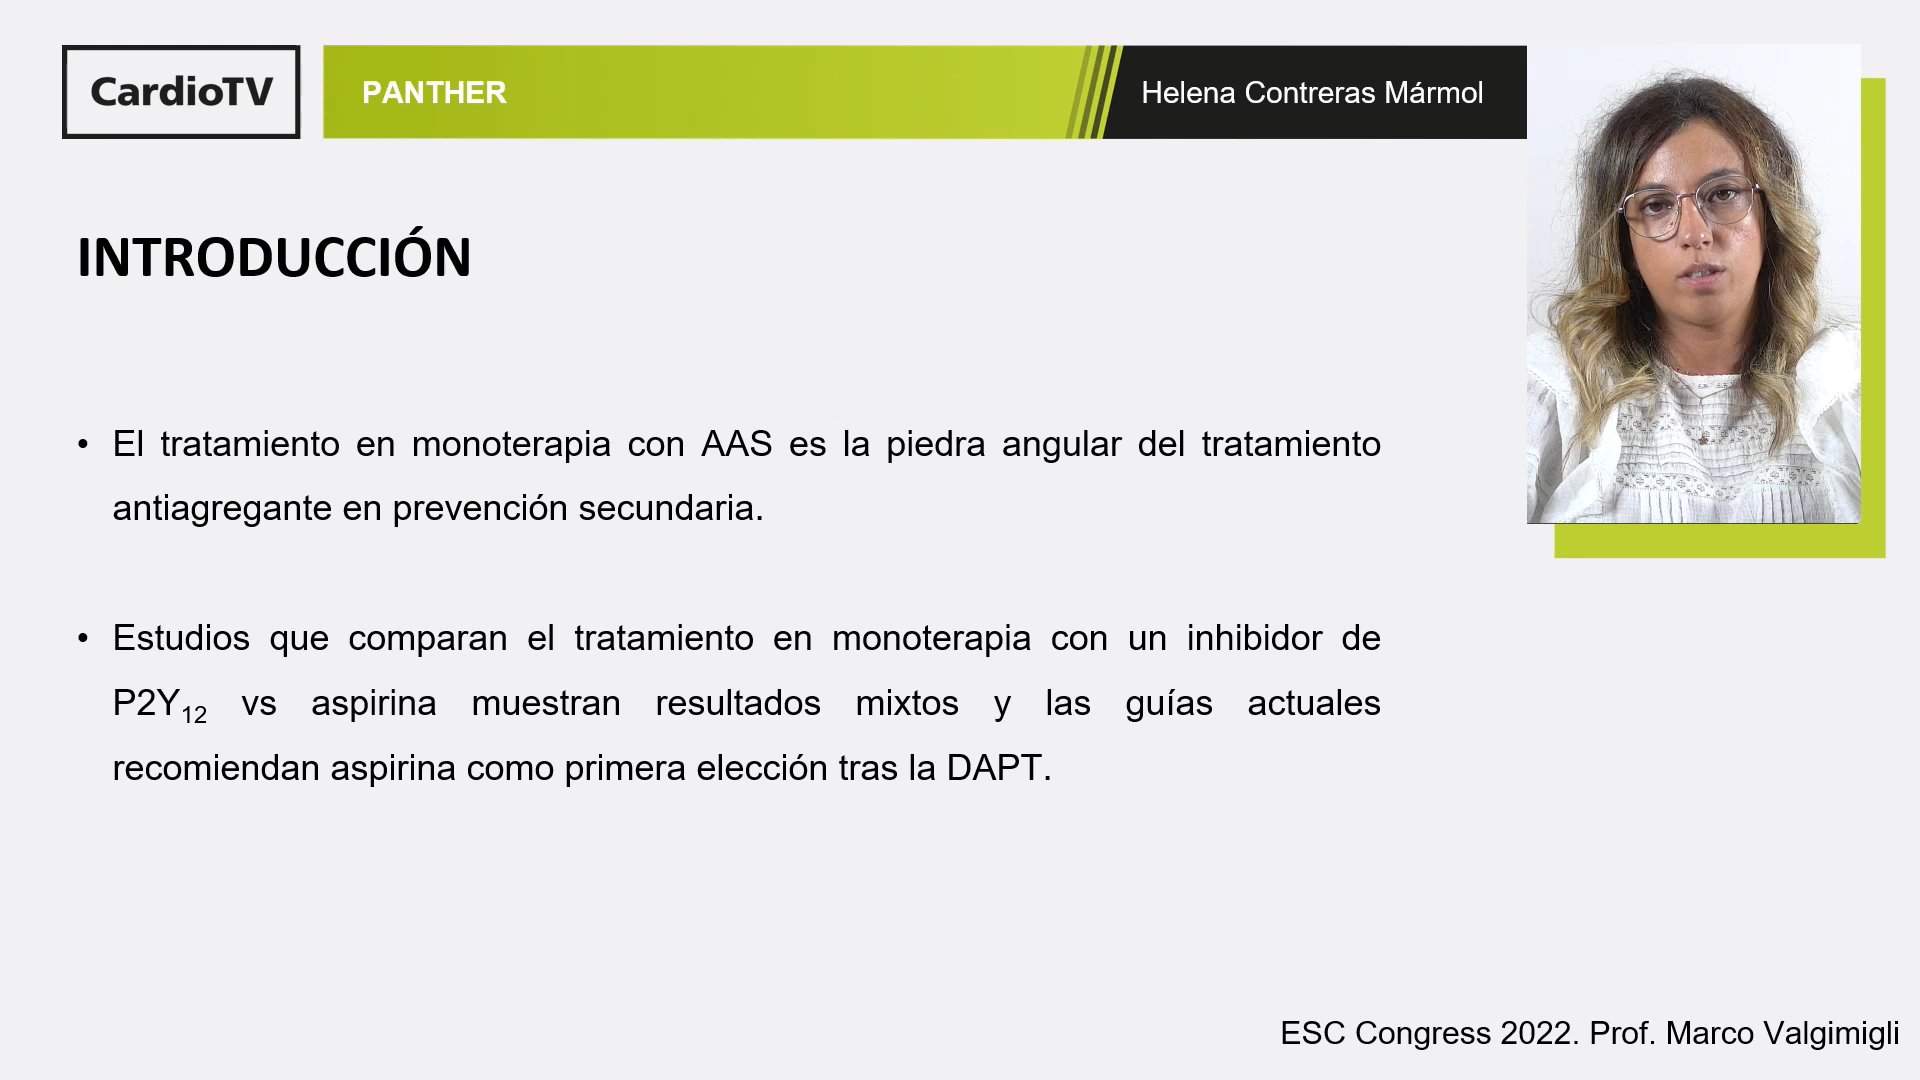 CardioTV
PANTHER
Helena Contreras Mármol
INTRODUCCIÓN
• El tratamiento en monoterapia con AAS es la piedra angular del tratamiento
antiagregante en prevención secundaria.
• Estudios que comparan el tratamiento en monoterapia con un inhibidor de
P2Y₁₂ vs aspirina muestran resultados mixtos y las guías actuales
recomiendan aspirina como primera elección tras la DAPT.
ESC Congress 2022. Prof. Marco Valgimigli